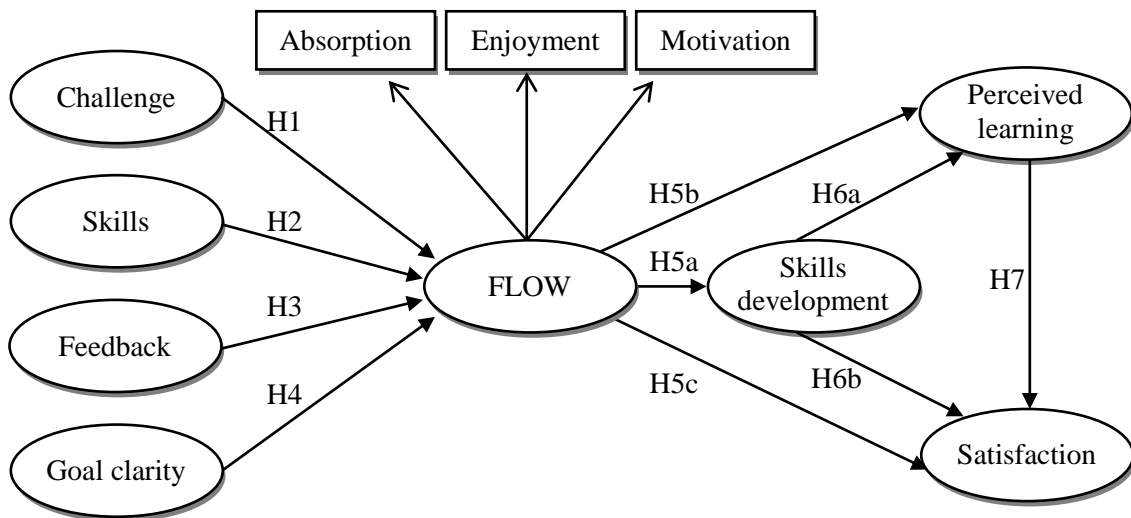 Absorption
Enjoyment
Motivation
Challenge
H1
Perceived
learning
Skills
H2
H5b
H6a
FLOW
H5a
Skills
development
H7
Feedback
H3
H5c
H6b
Goal clarity
H4
Satisfaction